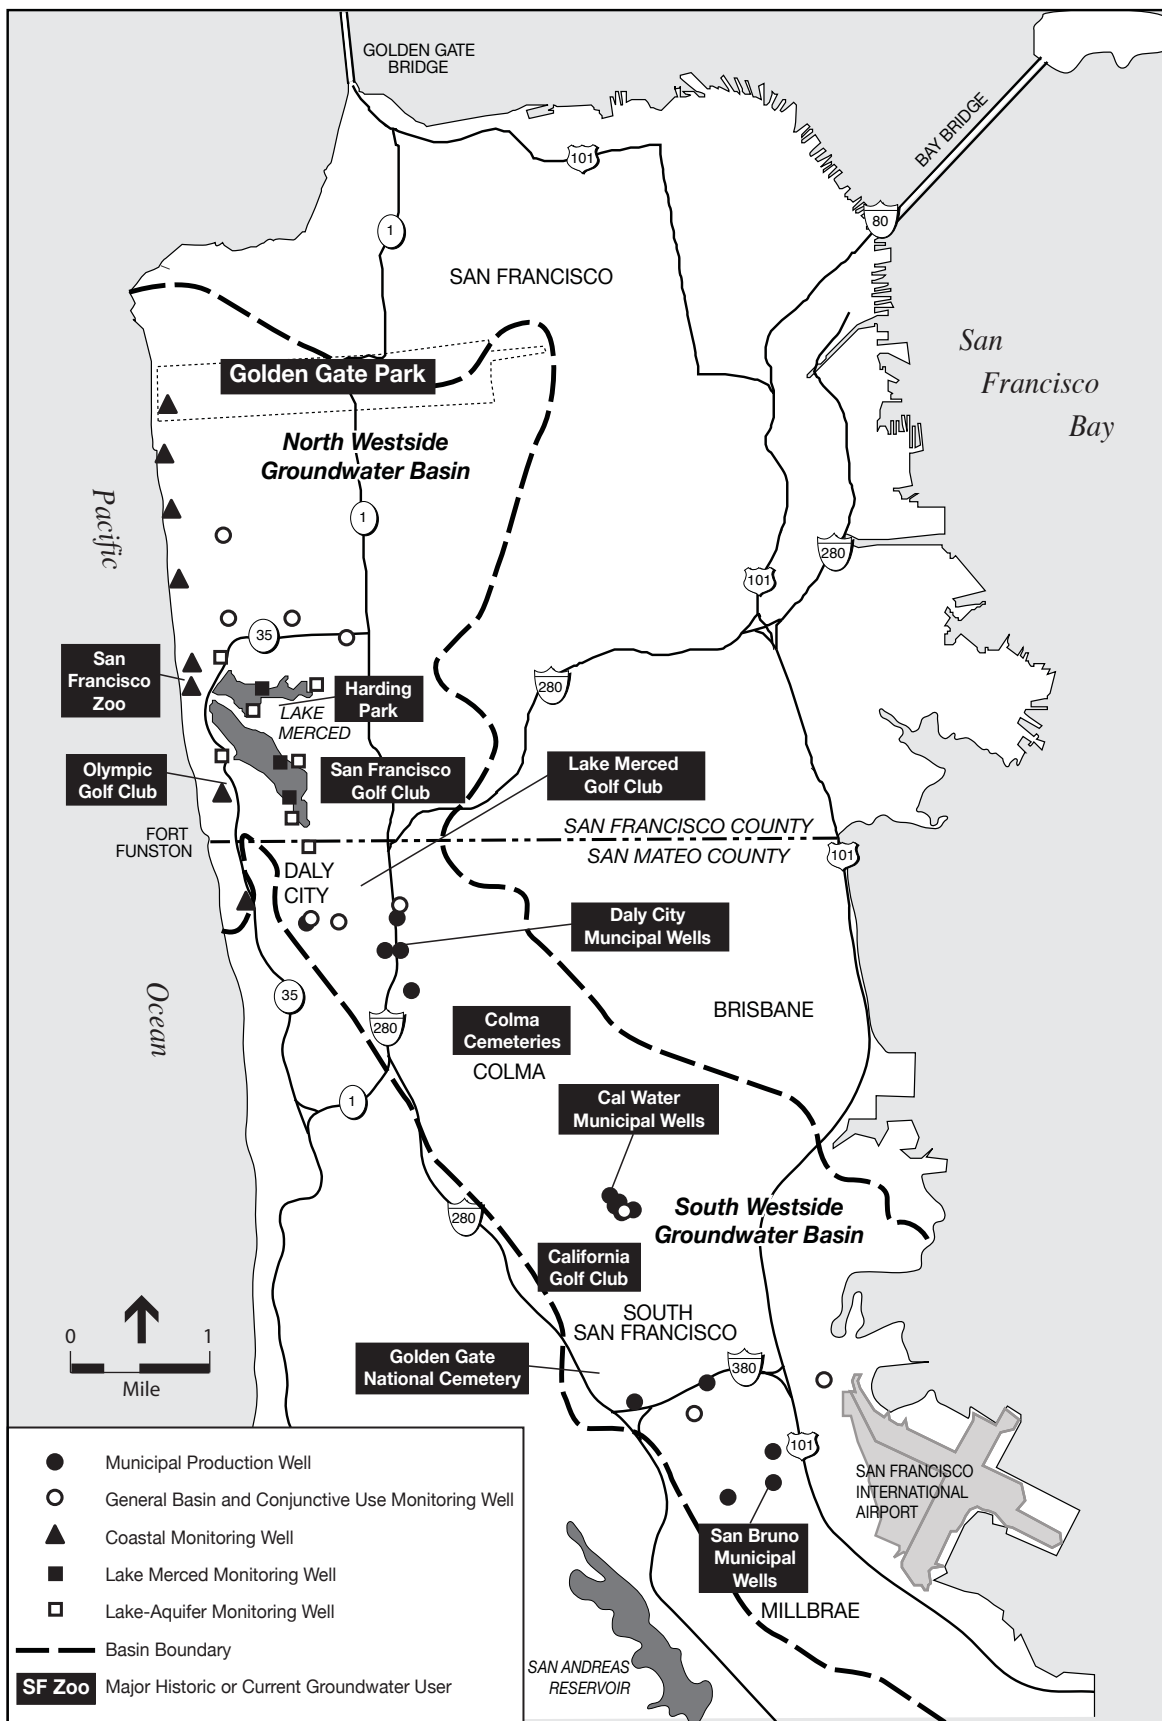 GOLDEN GATE
BRIDGE
BAY BRIDGE
101
80
1
SAN FRANCISCO
San
Francisco
Bay
Golden Gate Park
North Westside
Groundwater Basin
Pacific
1
280
101
35
San
Francisco
Zoo
Harding
Park
280
LAKE
MERCED
Olympic
Golf Club
San Francisco
Golf Club
Lake Merced
Golf Club
FORT
FUNSTON
SAN FRANCISCO COUNTY
SAN MATEO COUNTY
101
DALY
CITY
Daly City
Muncipal Wells
Ocean
35
280
BRISBANE
Colma
Cemeteries
COLMA
1
Cal Water
Municipal Wells
280
South Westside
Groundwater Basin
California
Golf Club
SOUTH
SAN FRANCISCO
0 1
Mile
Golden Gate
National Cemetery
380
101
SAN FRANCISCO
INTERNATIONAL
AIRPORT
San Bruno
Municipal
Wells
MILLBRAE
SAN ANDREAS
RESERVOIR
Municipal Production Well
General Basin and Conjunctive Use Monitoring Well
Coastal Monitoring Well
Lake Merced Monitoring Well
Lake-Aquifer Monitoring Well
Basin Boundary
SF Zoo Major Historic or Current Groundwater User